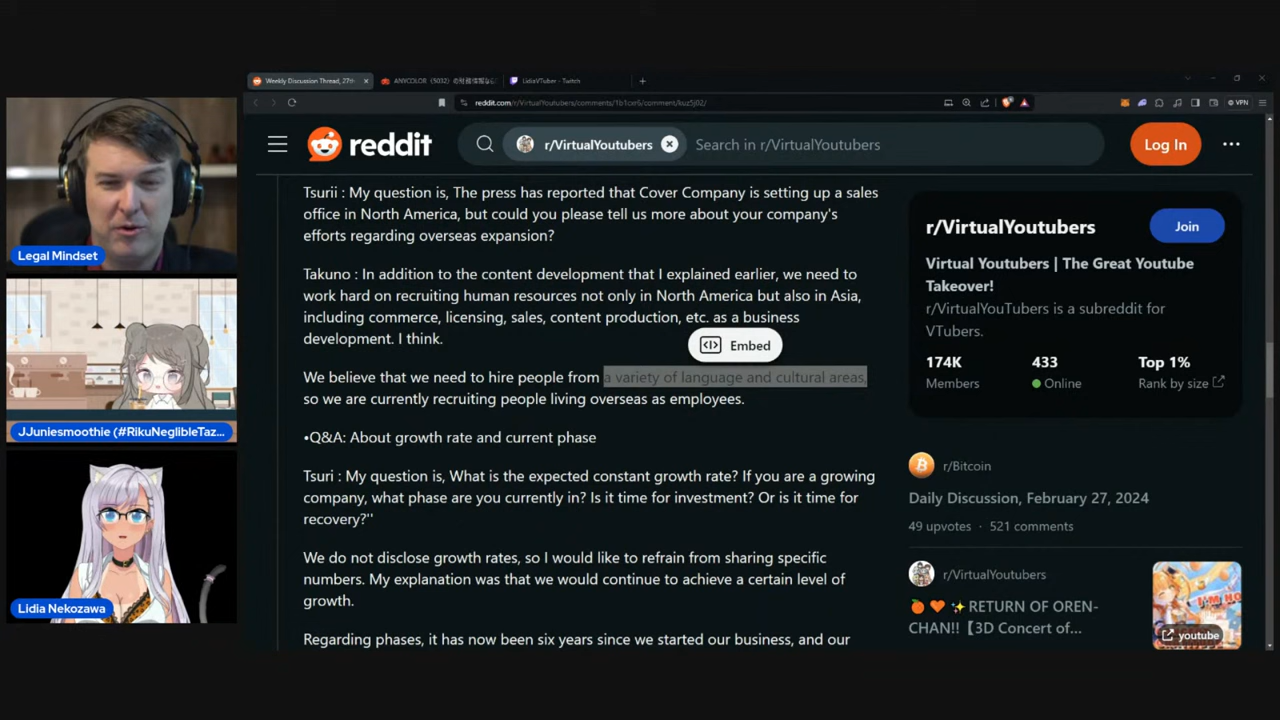 Weekly Discussion Thread, 27th
ANYCOLOR (5032)
LidiaVTuber - Twitch
reddit.com/r/VirtualYoutubers/comments/1b1cxe6/comment/kuz5j02/
VPN
reddit
r/VirtualYoutubers
Search in r/VirtualYoutubers
Log In
Tsurii : My question is, The press has reported that Cover Company is setting up a sales
office in North America, but could you please tell us more about your company's
efforts regarding overseas expansion?
Takuno : In addition to the content development that I explained earlier, we need to
work hard on recruiting human resources not only in North America but also in Asia,
including commerce, licensing, sales, content production, etc. as a business
development. I think.
Embed
We believe that we need to hire people from a variety of language and cultural areas,
so we are currently recruiting people living overseas as employees.
•Q&A: About growth rate and current phase
Tsuri : My question is, What is the expected constant growth rate? If you are a growing
company, what phase are you currently in? Is it time for investment? Or is it time for
recovery?''
We do not disclose growth rates, so I would like to refrain from sharing specific
numbers. My explanation was that we would continue to achieve a certain level of
growth.
Regarding phases, it has now been six years since we started our business, and our
r/VirtualYoutubers
Join
Virtual Youtubers | The Great Youtube
Takeover!
r/VirtualYouTubers is a subreddit for
VTubers.
174K
433
Top 1%
Members
Online
Rank by size
r/Bitcoin
Daily Discussion, February 27, 2024
49 upvotes · 521 comments
r/VirtualYoutubers
RETURN OF OREN-
CHAN!!【3D Concert of...
I'M NO
youtube
Legal Mindset
JJuniesmoothie (#RikuNeglibleTaz...
Lidia Nekozawa